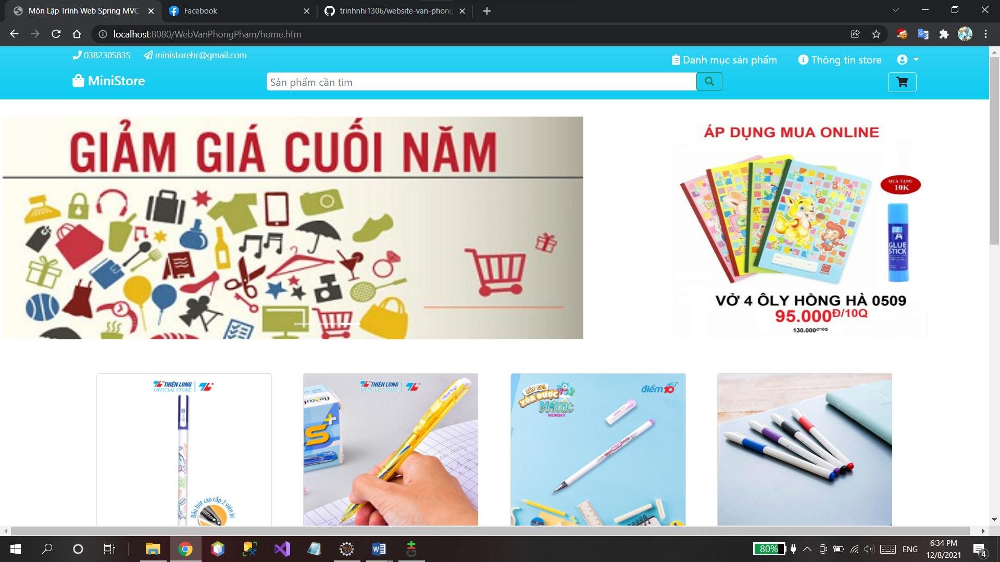 Môn Lập Trình Web Spring MVC
Facebook
trinhnhi1306/website-van-phong
localhost:8080/WebVanPhongPham/home.htm
0382305835
ministorehr@gmail.com
Danh mục sản phẩm
Thông tin store
MiniStore
Sản phẩm cần tìm
GIẢM GIÁ CUỐI NĂM
ÁP DỤNG MUA ONLINE
QUÀ TẶNG
10K
GLUE
STICK
VỞ 4 ÔLY HỒNG HÀ 0509
95.000Đ/10Q
130.000đ/10Q
THIÊN LONG
OFFICIAL STORE
Đầu bút cao cấp 2 viên bi
THIÊN LONG
OFFICIAL STORE
flexoffice
BÚT GEL
XÓA ĐƯỢC
MAZZIC
MONSKY
điểm 10
80%
ENG
6:34 PM
12/8/2021
4